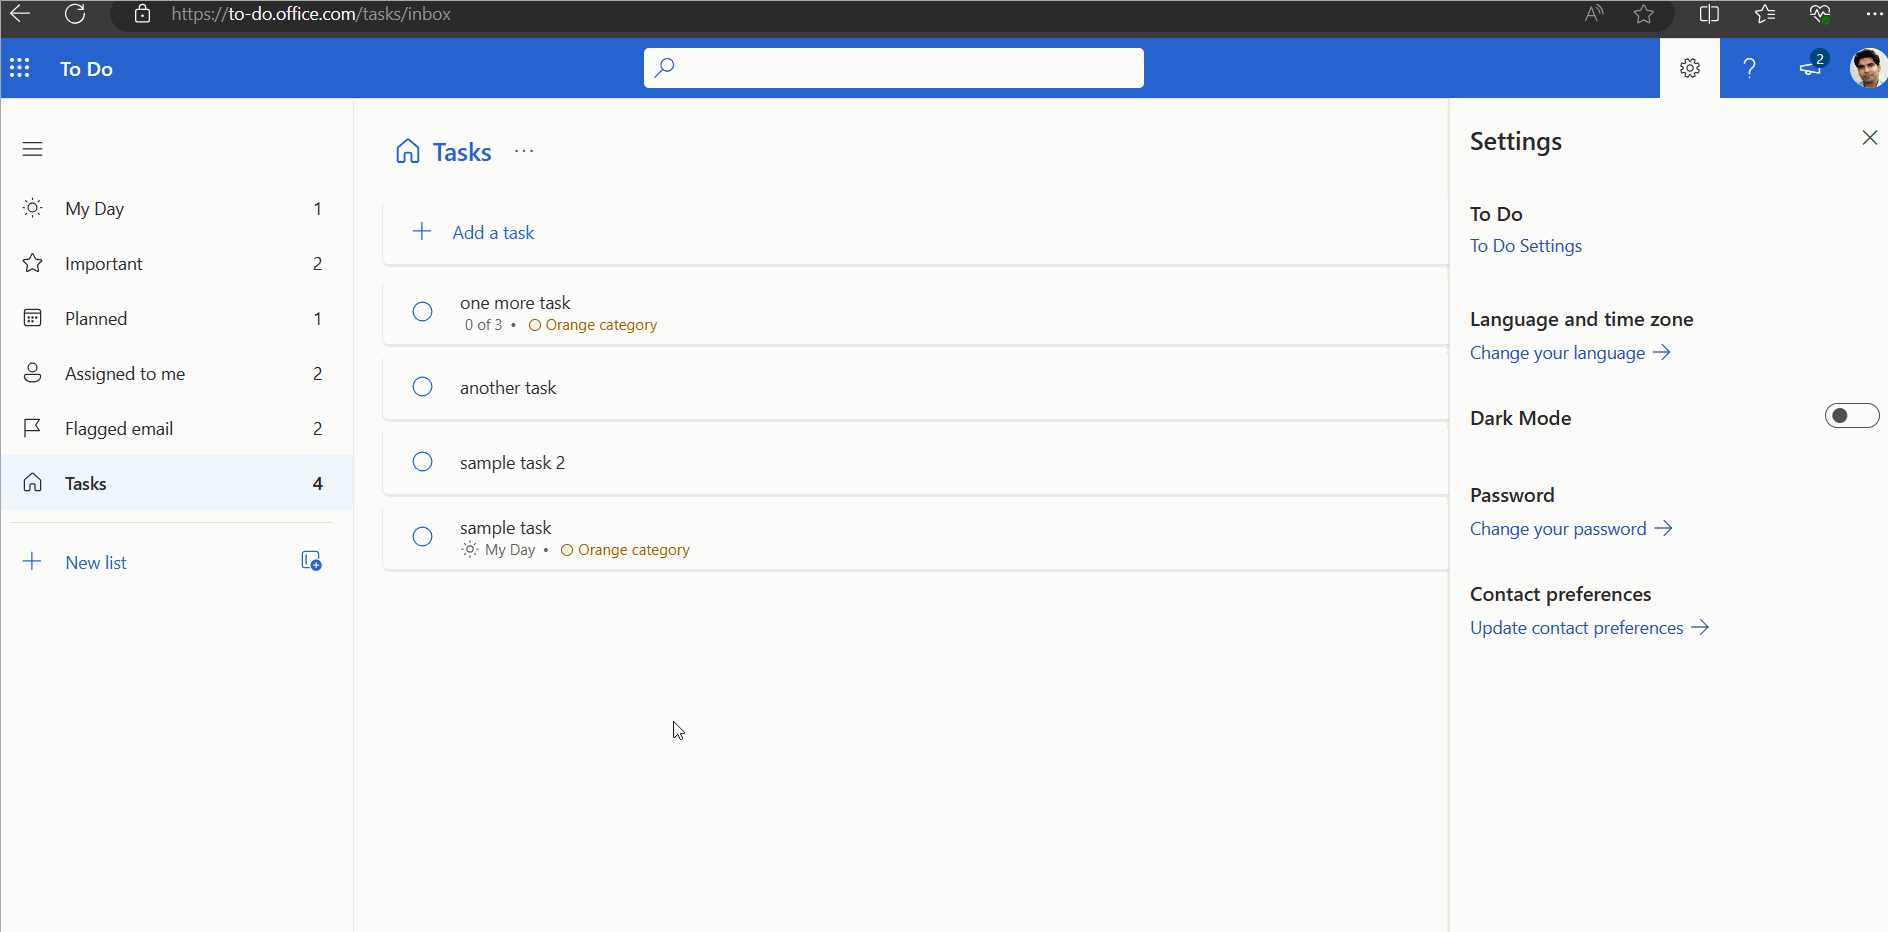 https://to-do.office.com/tasks/inbox
To Do
2
My Day 1
Important 2
Planned 1
Assigned to me 2
Flagged email 2
Tasks 4
New list
Tasks
Add a task
one more task
0 of 3 • Orange category
another task
sample task 2
sample task
My Day • Orange category
Settings
To Do
To Do Settings
Language and time zone
Change your language
Dark Mode
Password
Change your password
Contact preferences
Update contact preferences